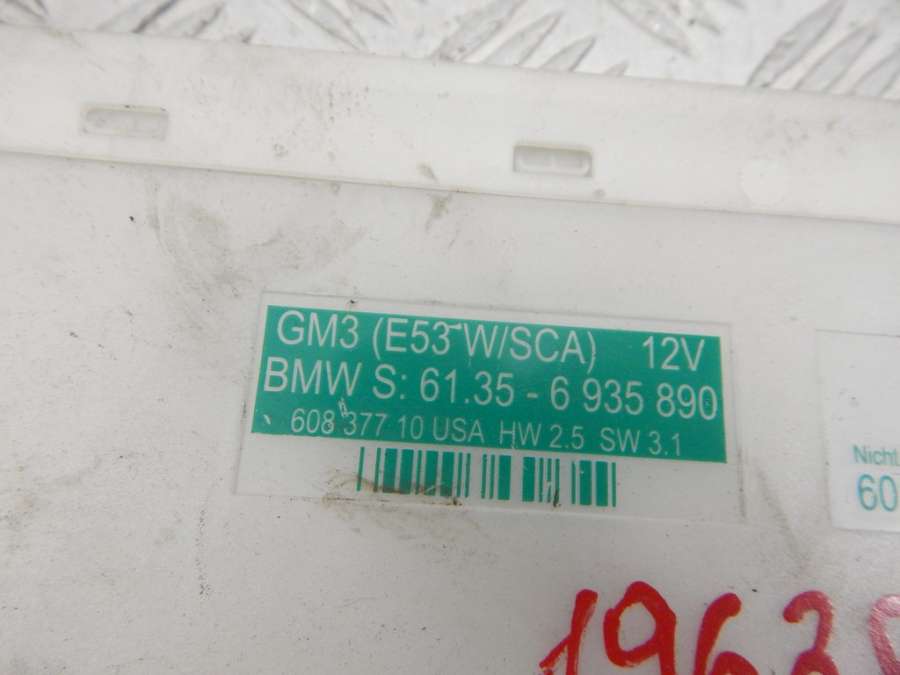 GM3 (E53 W/SCA) 12V
BMW S: 61.35 - 6 935 890
608 377 10 USA HW 2.5 SW 3.1
Nicht
60
1963